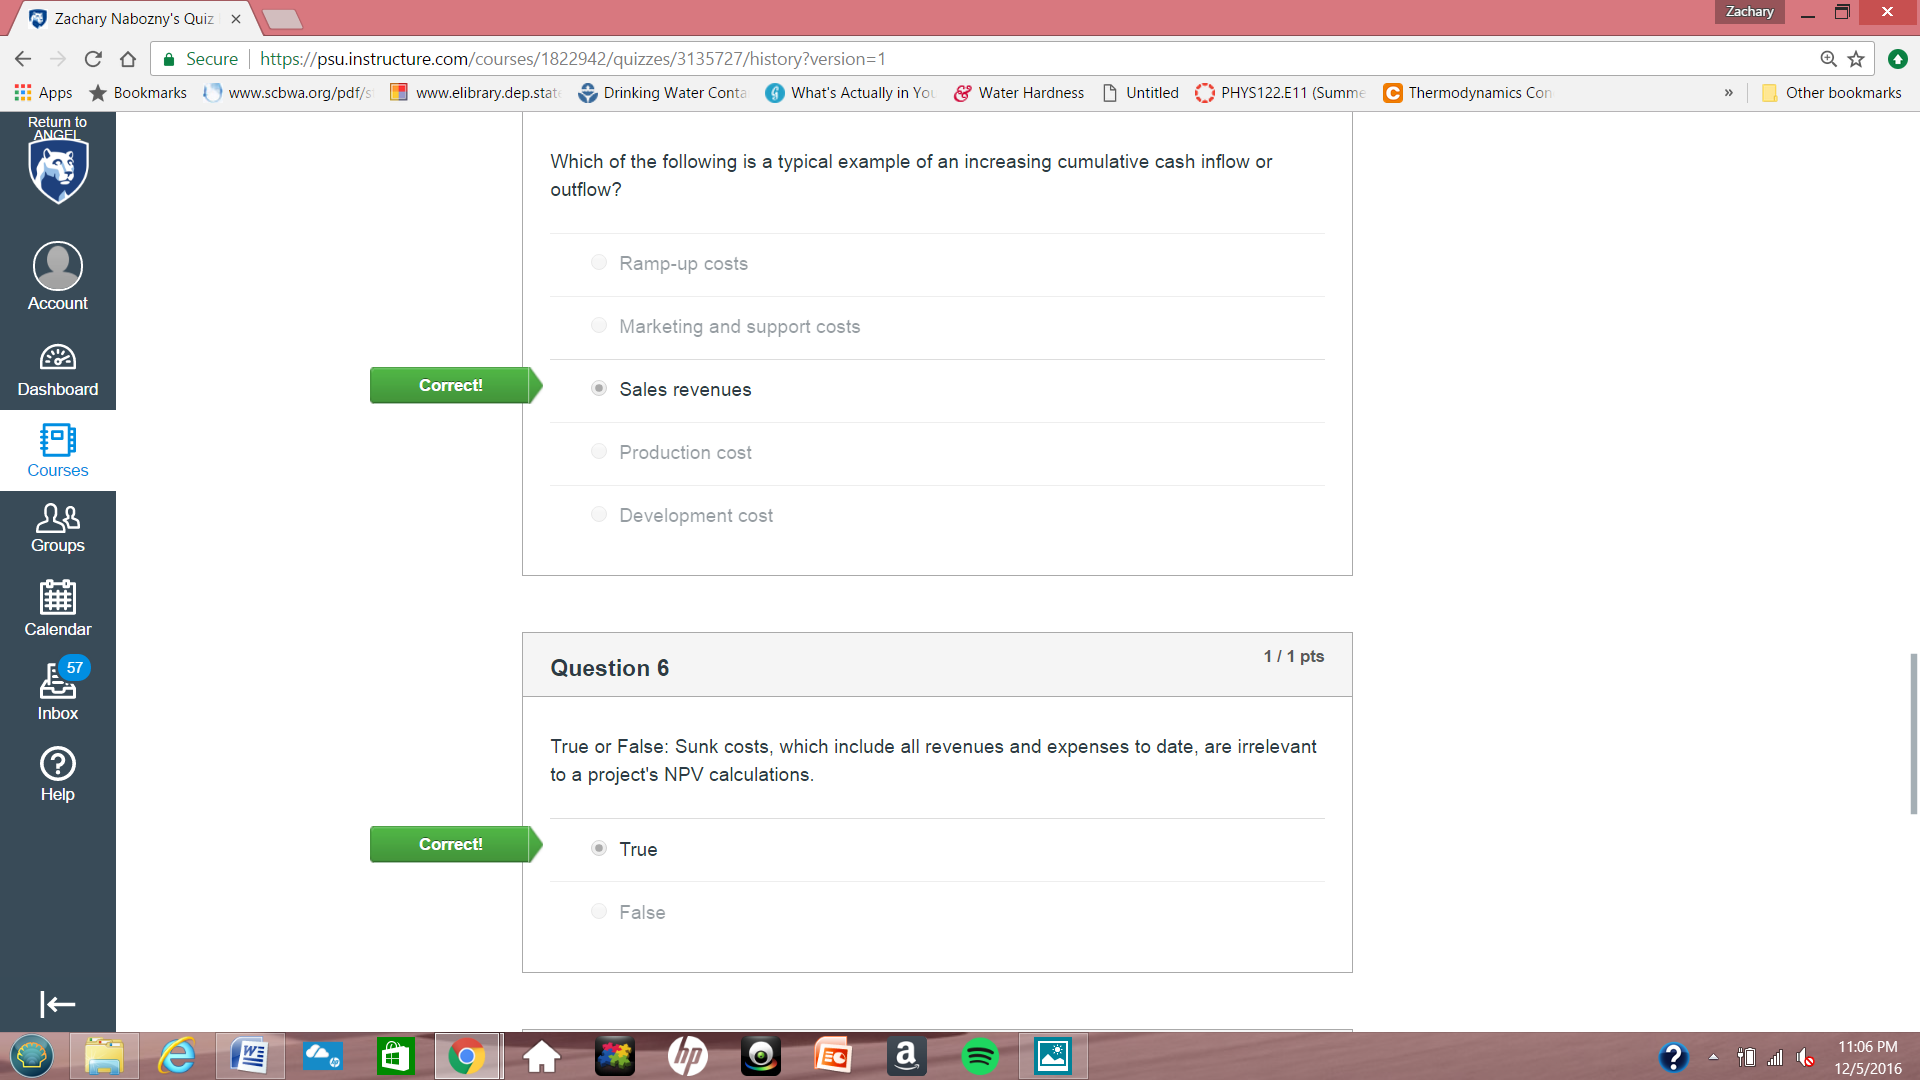 Zachary Nabozny's Quiz
Zachary
Secure
https://psu.instructure.com/courses/1822942/quizzes/3135727/history?version=1
Apps
Bookmarks
www.scbwa.org/pdf/s
www.elibrary.dep.stat
Drinking Water Conta
What's Actually in You
Water Hardness
Untitled
PHYS122.E11 (Summe
Thermodynamics Con
»
Other bookmarks
Return to
ANGEL
Account
Dashboard
Courses
Groups
Calendar
57
Inbox
Help
Which of the following is a typical example of an increasing cumulative cash inflow or
outflow?
Ramp-up costs
Marketing and support costs
Correct!
Sales revenues
Production cost
Development cost
Question 6
1 / 1 pts
True or False: Sunk costs, which include all revenues and expenses to date, are irrelevant
to a project's NPV calculations.
Correct!
True
False
11:06 PM
12/5/2016